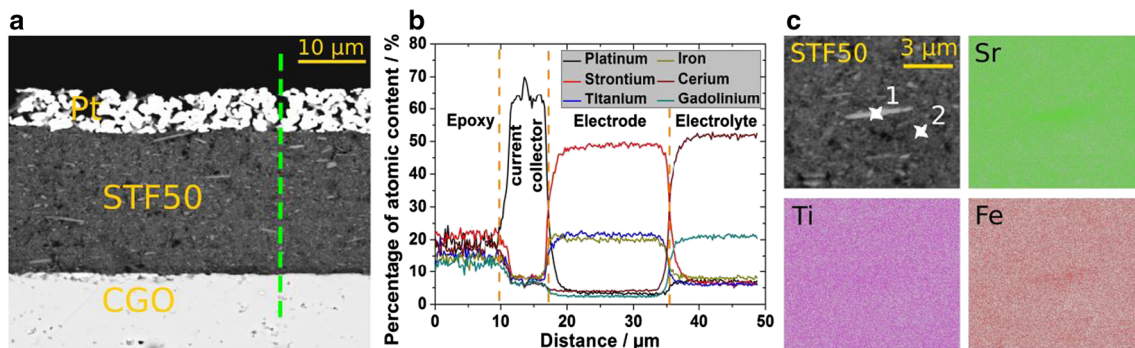 a
10 µm
Pt
STF50
CGO
b
Percentage of atomic content / %
80
70
60
50
40
30
20
10
0
Platinum Iron
Strontium Cerium
Titanium Gadolinium
Epoxy
current
collector
Electrode
Electrolyte
0 10 20 30 40 50
Distance / µm
c
STF50
3 µm
1
2
Sr
Ti
Fe